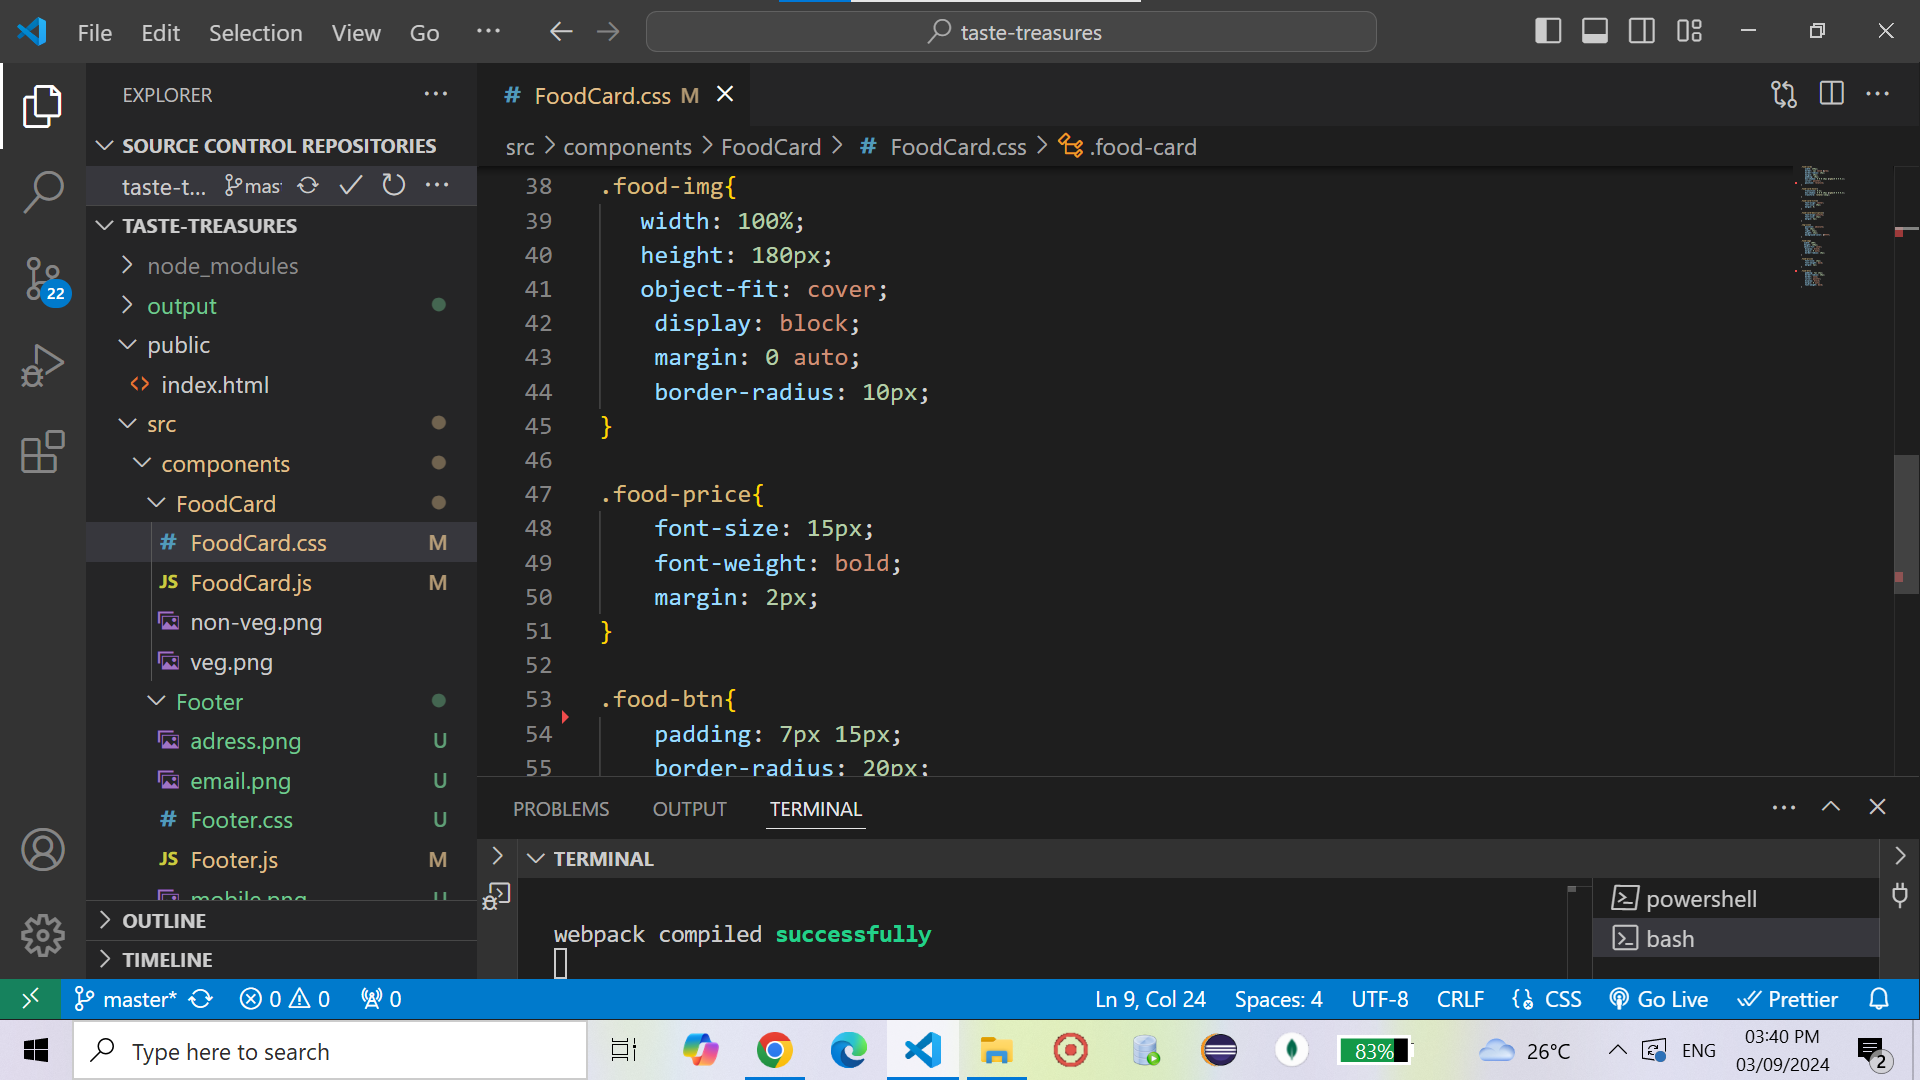 File Edit Selection View Go ··· taste-treasures
EXPLORER ···
SOURCE CONTROL REPOSITORIES
taste-t... mas ···
TASTE-TREASURES
node_modules
output
public
<> index.html
src
components
FoodCard
# FoodCard.css M
JS FoodCard.js M
non-veg.png
veg.png
Footer
adress.png U
email.png U
# Footer.css U
JS Footer.js M
mobile.png U
OUTLINE
TIMELINE
22
# FoodCard.css M
src > components > FoodCard > # FoodCard.css > .food-card
38 .food-img{
39 width: 100%;
40 height: 180px;
41 object-fit: cover;
42 display: block;
43 margin: 0 auto;
44 border-radius: 10px;
45 }
46
47 .food-price{
48 font-size: 15px;
49 font-weight: bold;
50 margin: 2px;
51 }
52
53 .food-btn{
54 padding: 7px 15px;
55 border-radius: 20px;
PROBLEMS OUTPUT TERMINAL ···
TERMINAL
webpack compiled successfully
powershell
bash
master* 0 0 0 Ln 9, Col 24 Spaces: 4 UTF-8 CRLF CSS Go Live Prettier
Type here to search 83% 26°C ENG 03:40 PM
03/09/2024 2